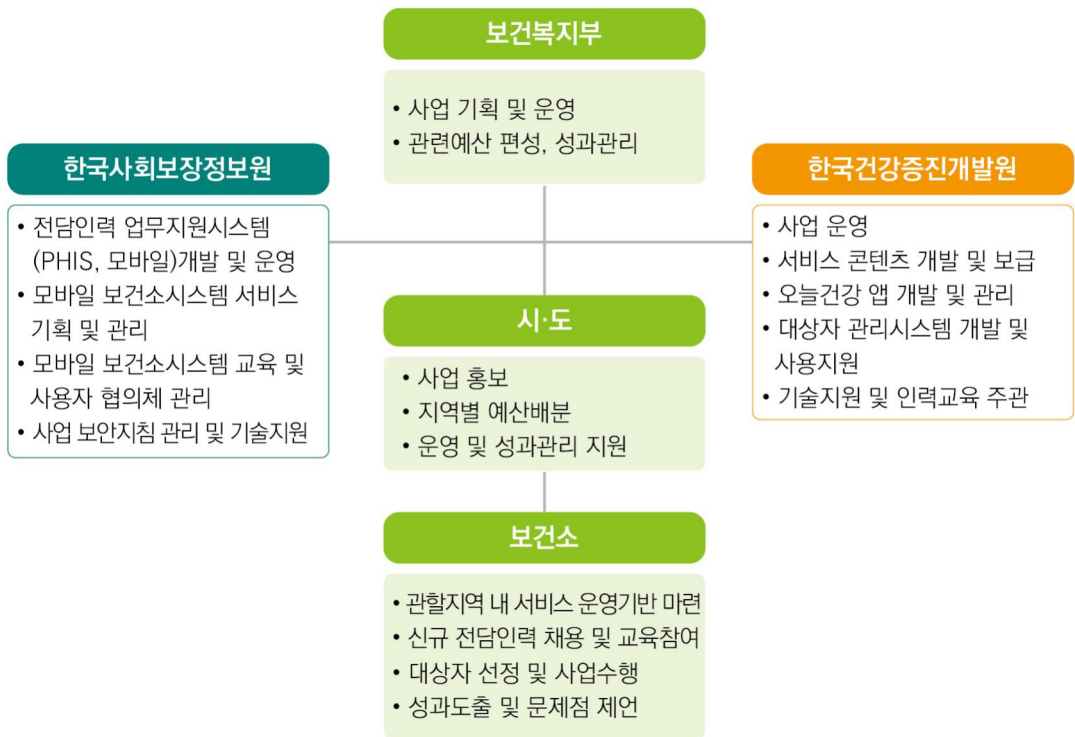 보건복지부
• 사업 기획 및 운영
• 관련예산 편성, 성과관리
한국사회보장정보원
• 전담인력 업무지원시스템
(PHIS, 모바일)개발 및 운영
• 모바일 보건소시스템 서비스
기획 및 관리
• 모바일 보건소시스템 교육 및
사용자 협의체 관리
• 사업 보안지침 관리 및 기술지원
한국건강증진개발원
• 사업 운영
• 서비스 콘텐츠 개발 및 보급
• 오늘건강 앱 개발 및 관리
• 대상자 관리시스템 개발 및
사용지원
• 기술지원 및 인력교육 주관
시·도
• 사업 홍보
• 지역별 예산배분
• 운영 및 성과관리 지원
보건소
• 관할지역 내 서비스 운영기반 마련
• 신규 전담인력 채용 및 교육참여
• 대상자 선정 및 사업수행
• 성과도출 및 문제점 제언